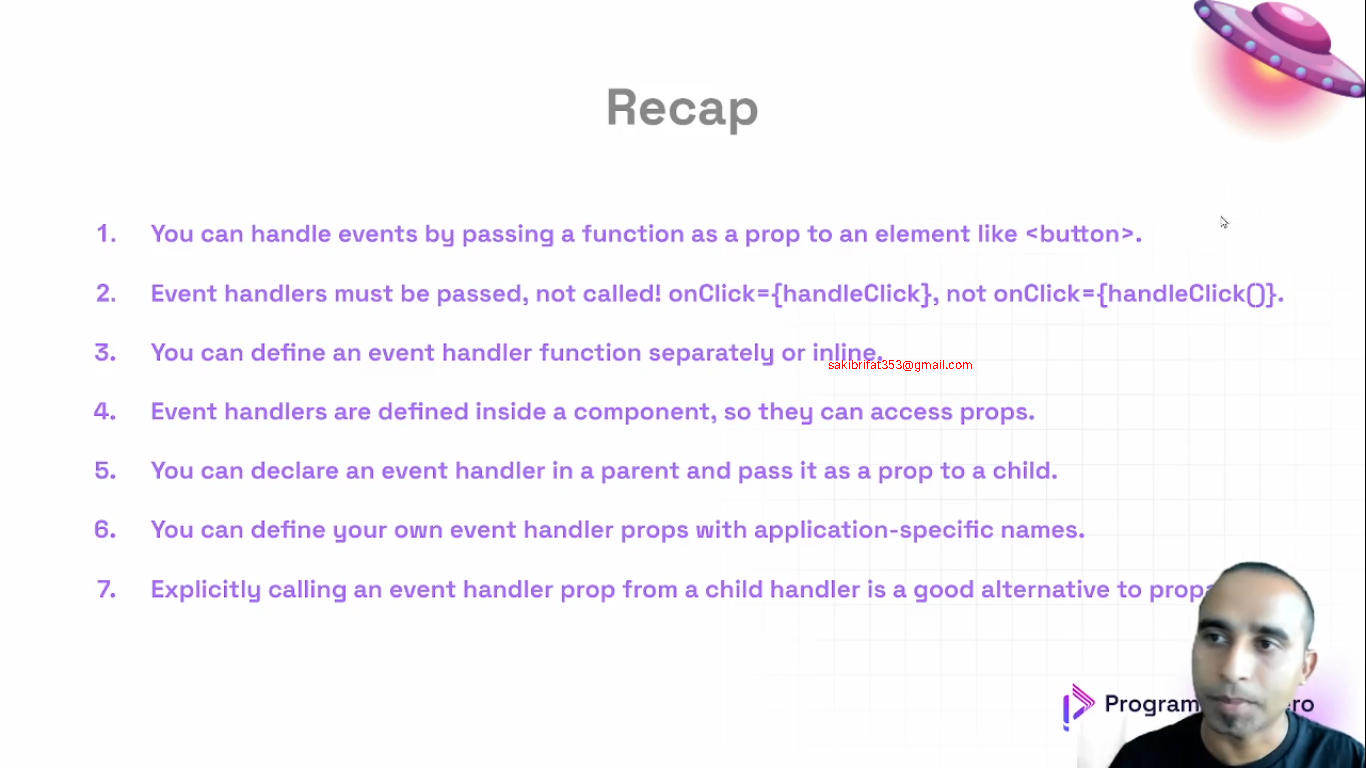 Recap
1. You can handle events by passing a function as a prop to an element like <button>.
2. Event handlers must be passed, not called! onClick={handleClick}, not onClick={handleClick()}.
3. You can define an event handler function separately or inline.
sakibrifat353@gmail.com
4. Event handlers are defined inside a component, so they can access props.
5. You can declare an event handler in a parent and pass it as a prop to a child.
6. You can define your own event handler props with application-specific names.
7. Explicitly calling an event handler prop from a child handler is a good alternative to